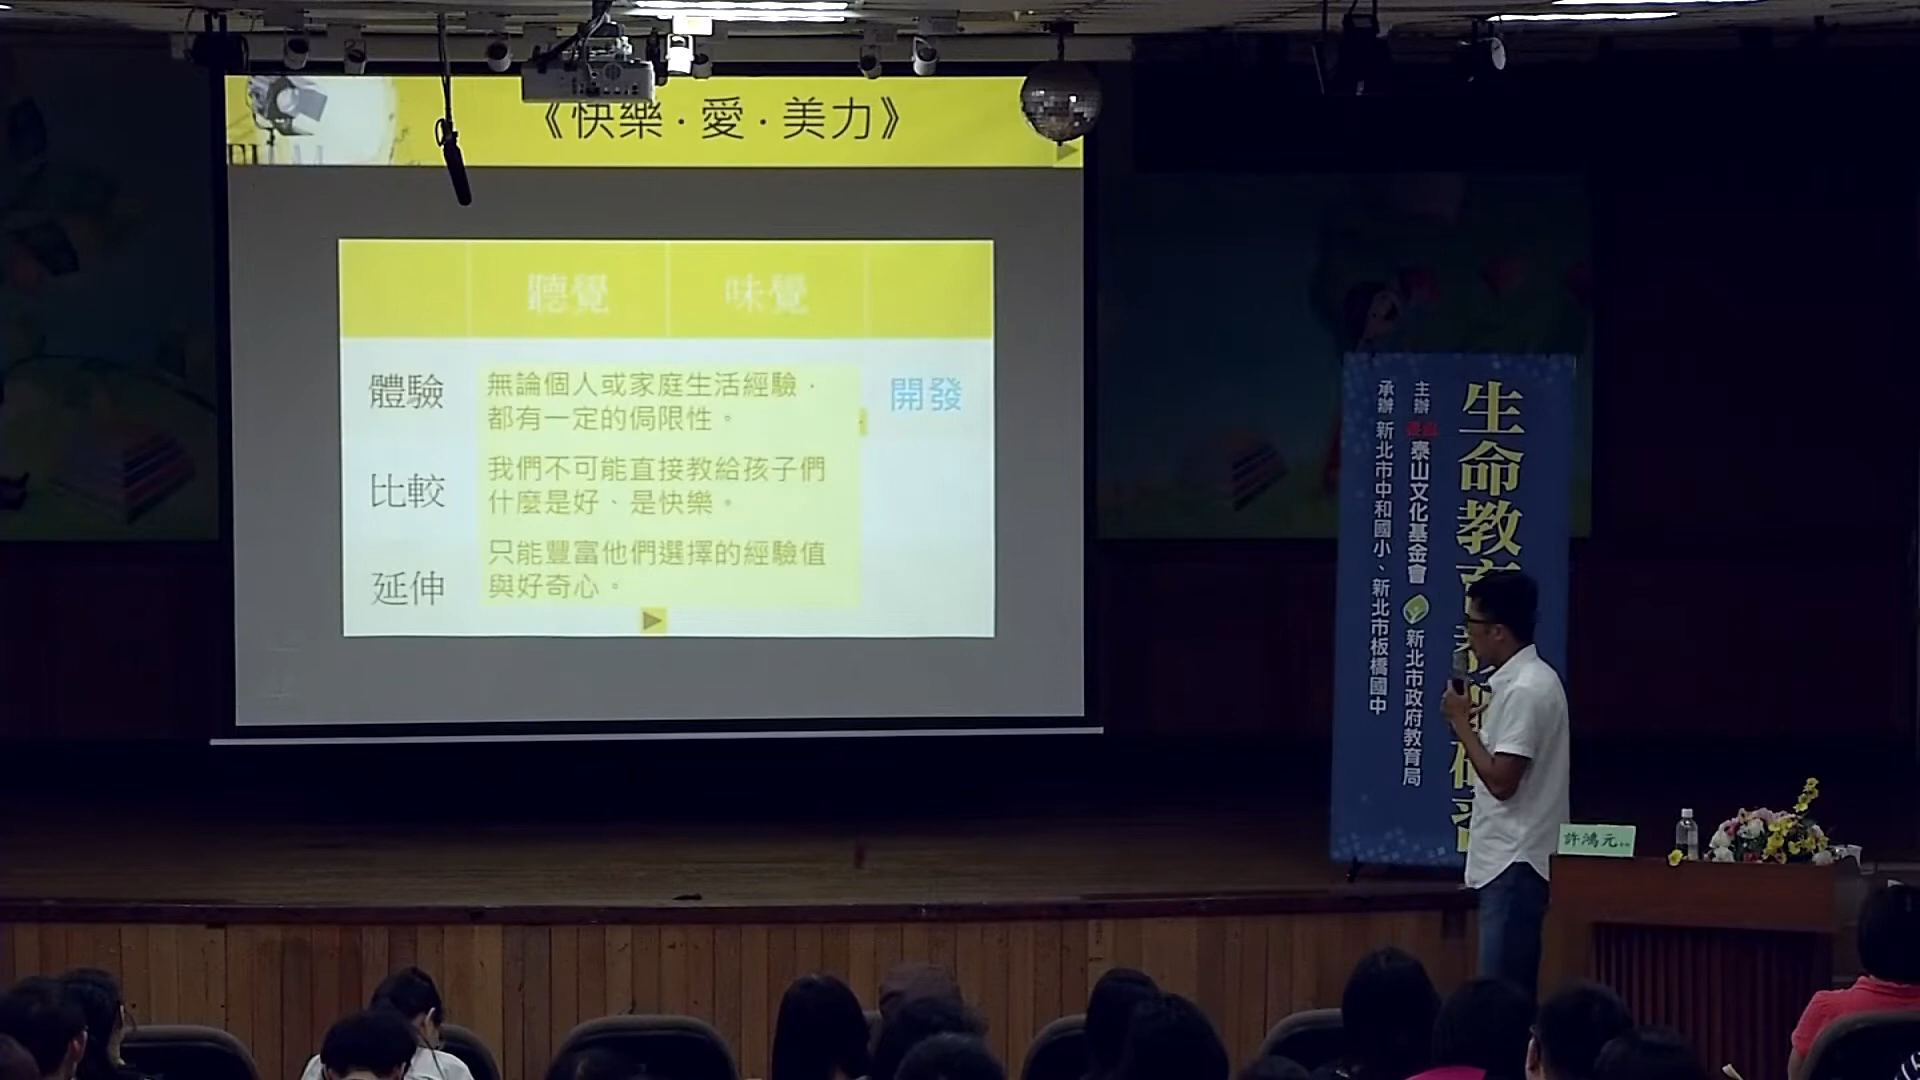 《快樂·愛·美力》
聽覺
味覺
體驗
無論個人或家庭生活經驗，
都有一定的侷限性。
開發
比較
我們不可能直接教給孩子們
什麼是好、是快樂。
延伸
只能豐富他們選擇的經驗值
與好奇心。
生命教育
主辦 泰山文化基金會 新北市政府教育局
承辦 新北市中和國小、新北市板橋國中
許鴻元